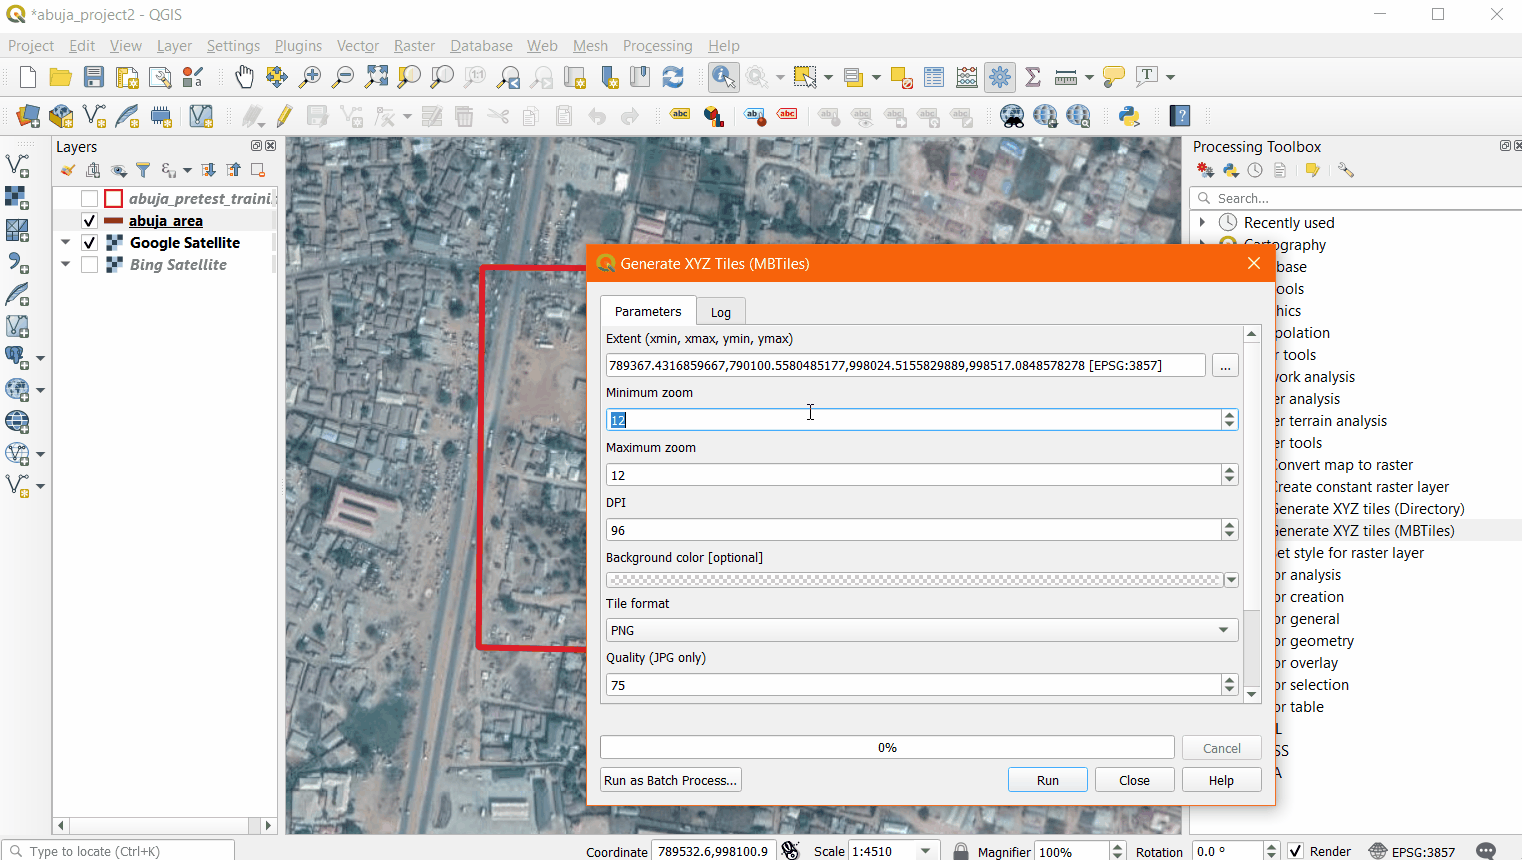 *abuja_project2 - QGIS
Project Edit View Layer Settings Plugins Vector Raster Database Web Mesh Processing Help
Layers
abuja_pretest_traini
abuja_area
Google Satellite
Bing Satellite
Processing Toolbox
Search...
Recently used
Cartography
base
ools
hics
polation
r tools
ork analysis
er analysis
er terrain analysis
er tools
Convert map to raster
Create constant raster layer
Generate XYZ tiles (Directory)
Generate XYZ tiles (MBTiles)
et style for raster layer
or analysis
or creation
or general
or geometry
or overlay
or selection
or table
L
SS
A
Generate XYZ Tiles (MBTiles)
Parameters Log
Extent (xmin, xmax, ymin, ymax)
789367.4316859667,790100.5580485177,998024.5155829889,998517.0848578278 [EPSG:3857]
...
Minimum zoom
12
Maximum zoom
12
DPI
96
Background color [optional]
Tile format
PNG
Quality (JPG only)
75
0%
Cancel
Run as Batch Process...
Run
Close
Help
Type to locate (Ctrl+K)
Coordinate 789532.6,998100.9 Scale 1:4510 Magnifier 100% Rotation 0.0 ° Render EPSG:3857